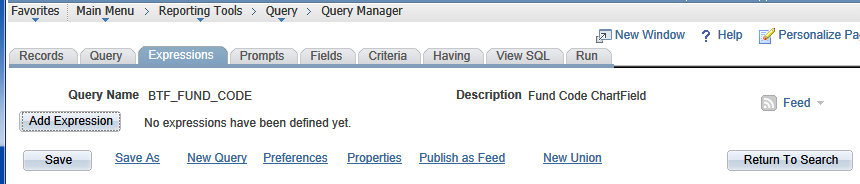 Favorites Main Menu > Reporting Tools > Query > Query Manager
New Window ? Help Personalize Pa
Records Query Expressions Prompts Fields Criteria Having View SQL Run
Query Name BTF_FUND_CODE Description Fund Code ChartField
Feed
Add Expression No expressions have been defined yet.
Save Save As New Query Preferences Properties Publish as Feed New Union Return To Search